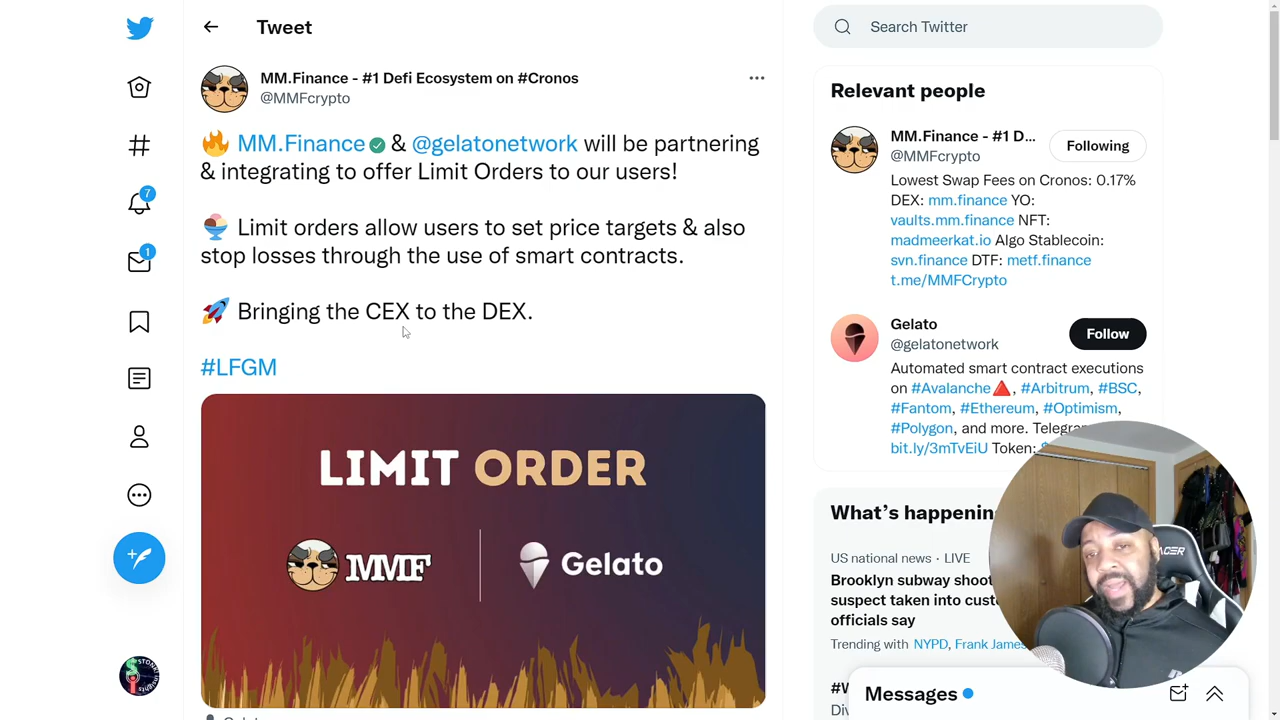 Tweet
Search Twitter
MM.Finance - #1 Defi Ecosystem on #Cronos
@MMFcrypto
🔥 MM.Finance & @gelatonetwork will be partnering
& integrating to offer Limit Orders to our users!
🍨 Limit orders allow users to set price targets & also
stop losses through the use of smart contracts.
🚀 Bringing the CEX to the DEX.
#LFGM
LIMIT ORDER
MMF
Gelato
Relevant people
MM.Finance - #1 D...
@MMFcrypto
Following
Lowest Swap Fees on Cronos: 0.17%
DEX: mm.finance YO:
vaults.mm.finance NFT:
madmeerkat.io Algo Stablecoin:
svn.finance DTF: metf.finance
t.me/MMFCrypto
Gelato
@gelatonetwork
Follow
Automated smart contract executions
on #Avalanche🔺, #Arbitrum, #BSC,
#Fantom, #Ethereum, #Optimism,
#Polygon, and more.
bit.ly/3mTvEiU Token:
What's
US national news · LIVE
Brooklyn subway
suspect taken into
officials say
Trending with NYPD, Frank James
Messages
7
1
ACER